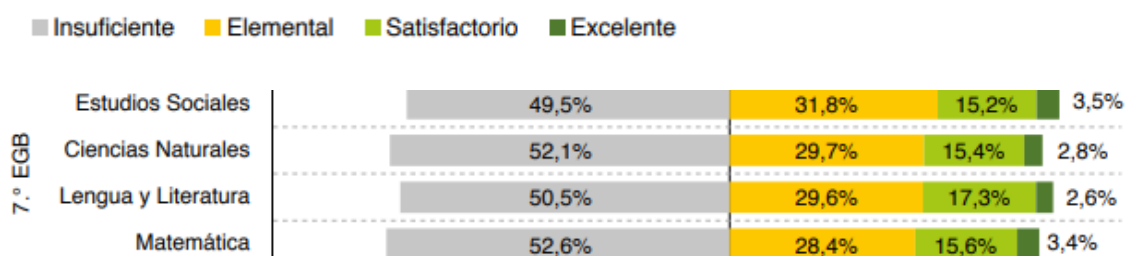 Insuficiente Elemental Satisfactorio Excelente
7.° EGB
Estudios Sociales 49,5% 31,8% 15,2% 3,5%
Ciencias Naturales 52,1% 29,7% 15,4% 2,8%
Lengua y Literatura 50,5% 29,6% 17,3% 2,6%
Matemática 52,6% 28,4% 15,6% 3,4%